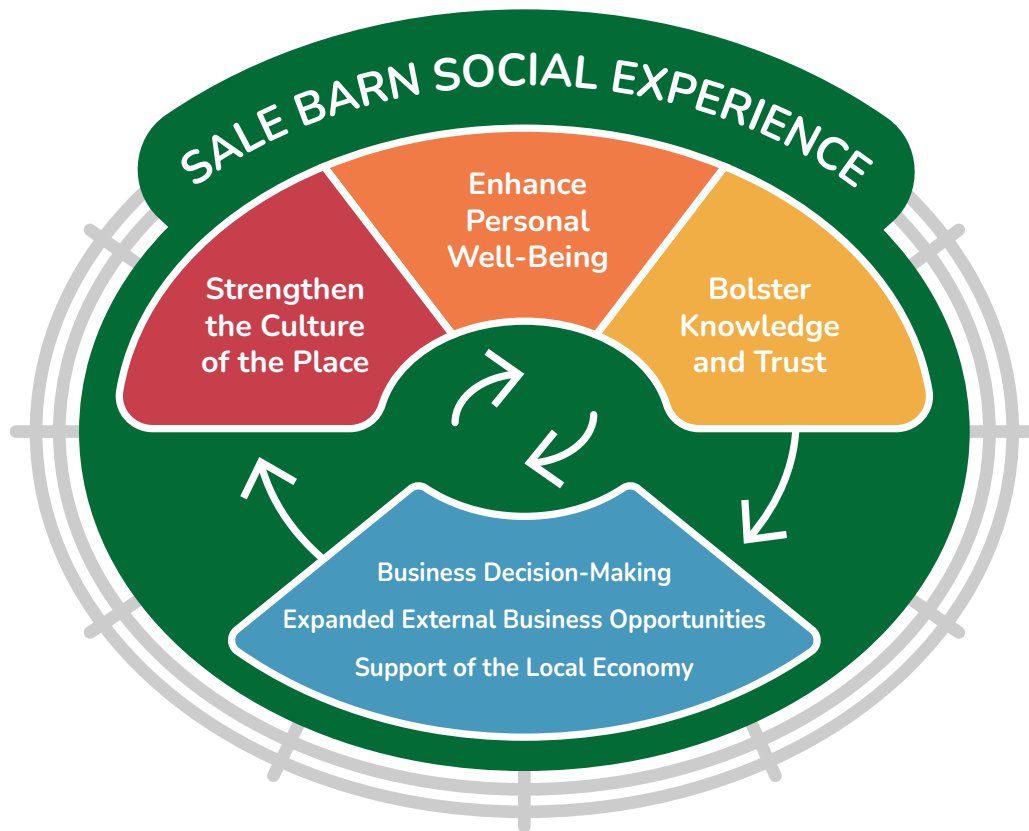 SALE BARN SOCIAL EXPERIENCE
Enhance
Personal
Well-Being
Strengthen
the Culture
of the Place
Bolster
Knowledge
and Trust
Business Decision-Making
Expanded External Business Opportunities
Support of the Local Economy